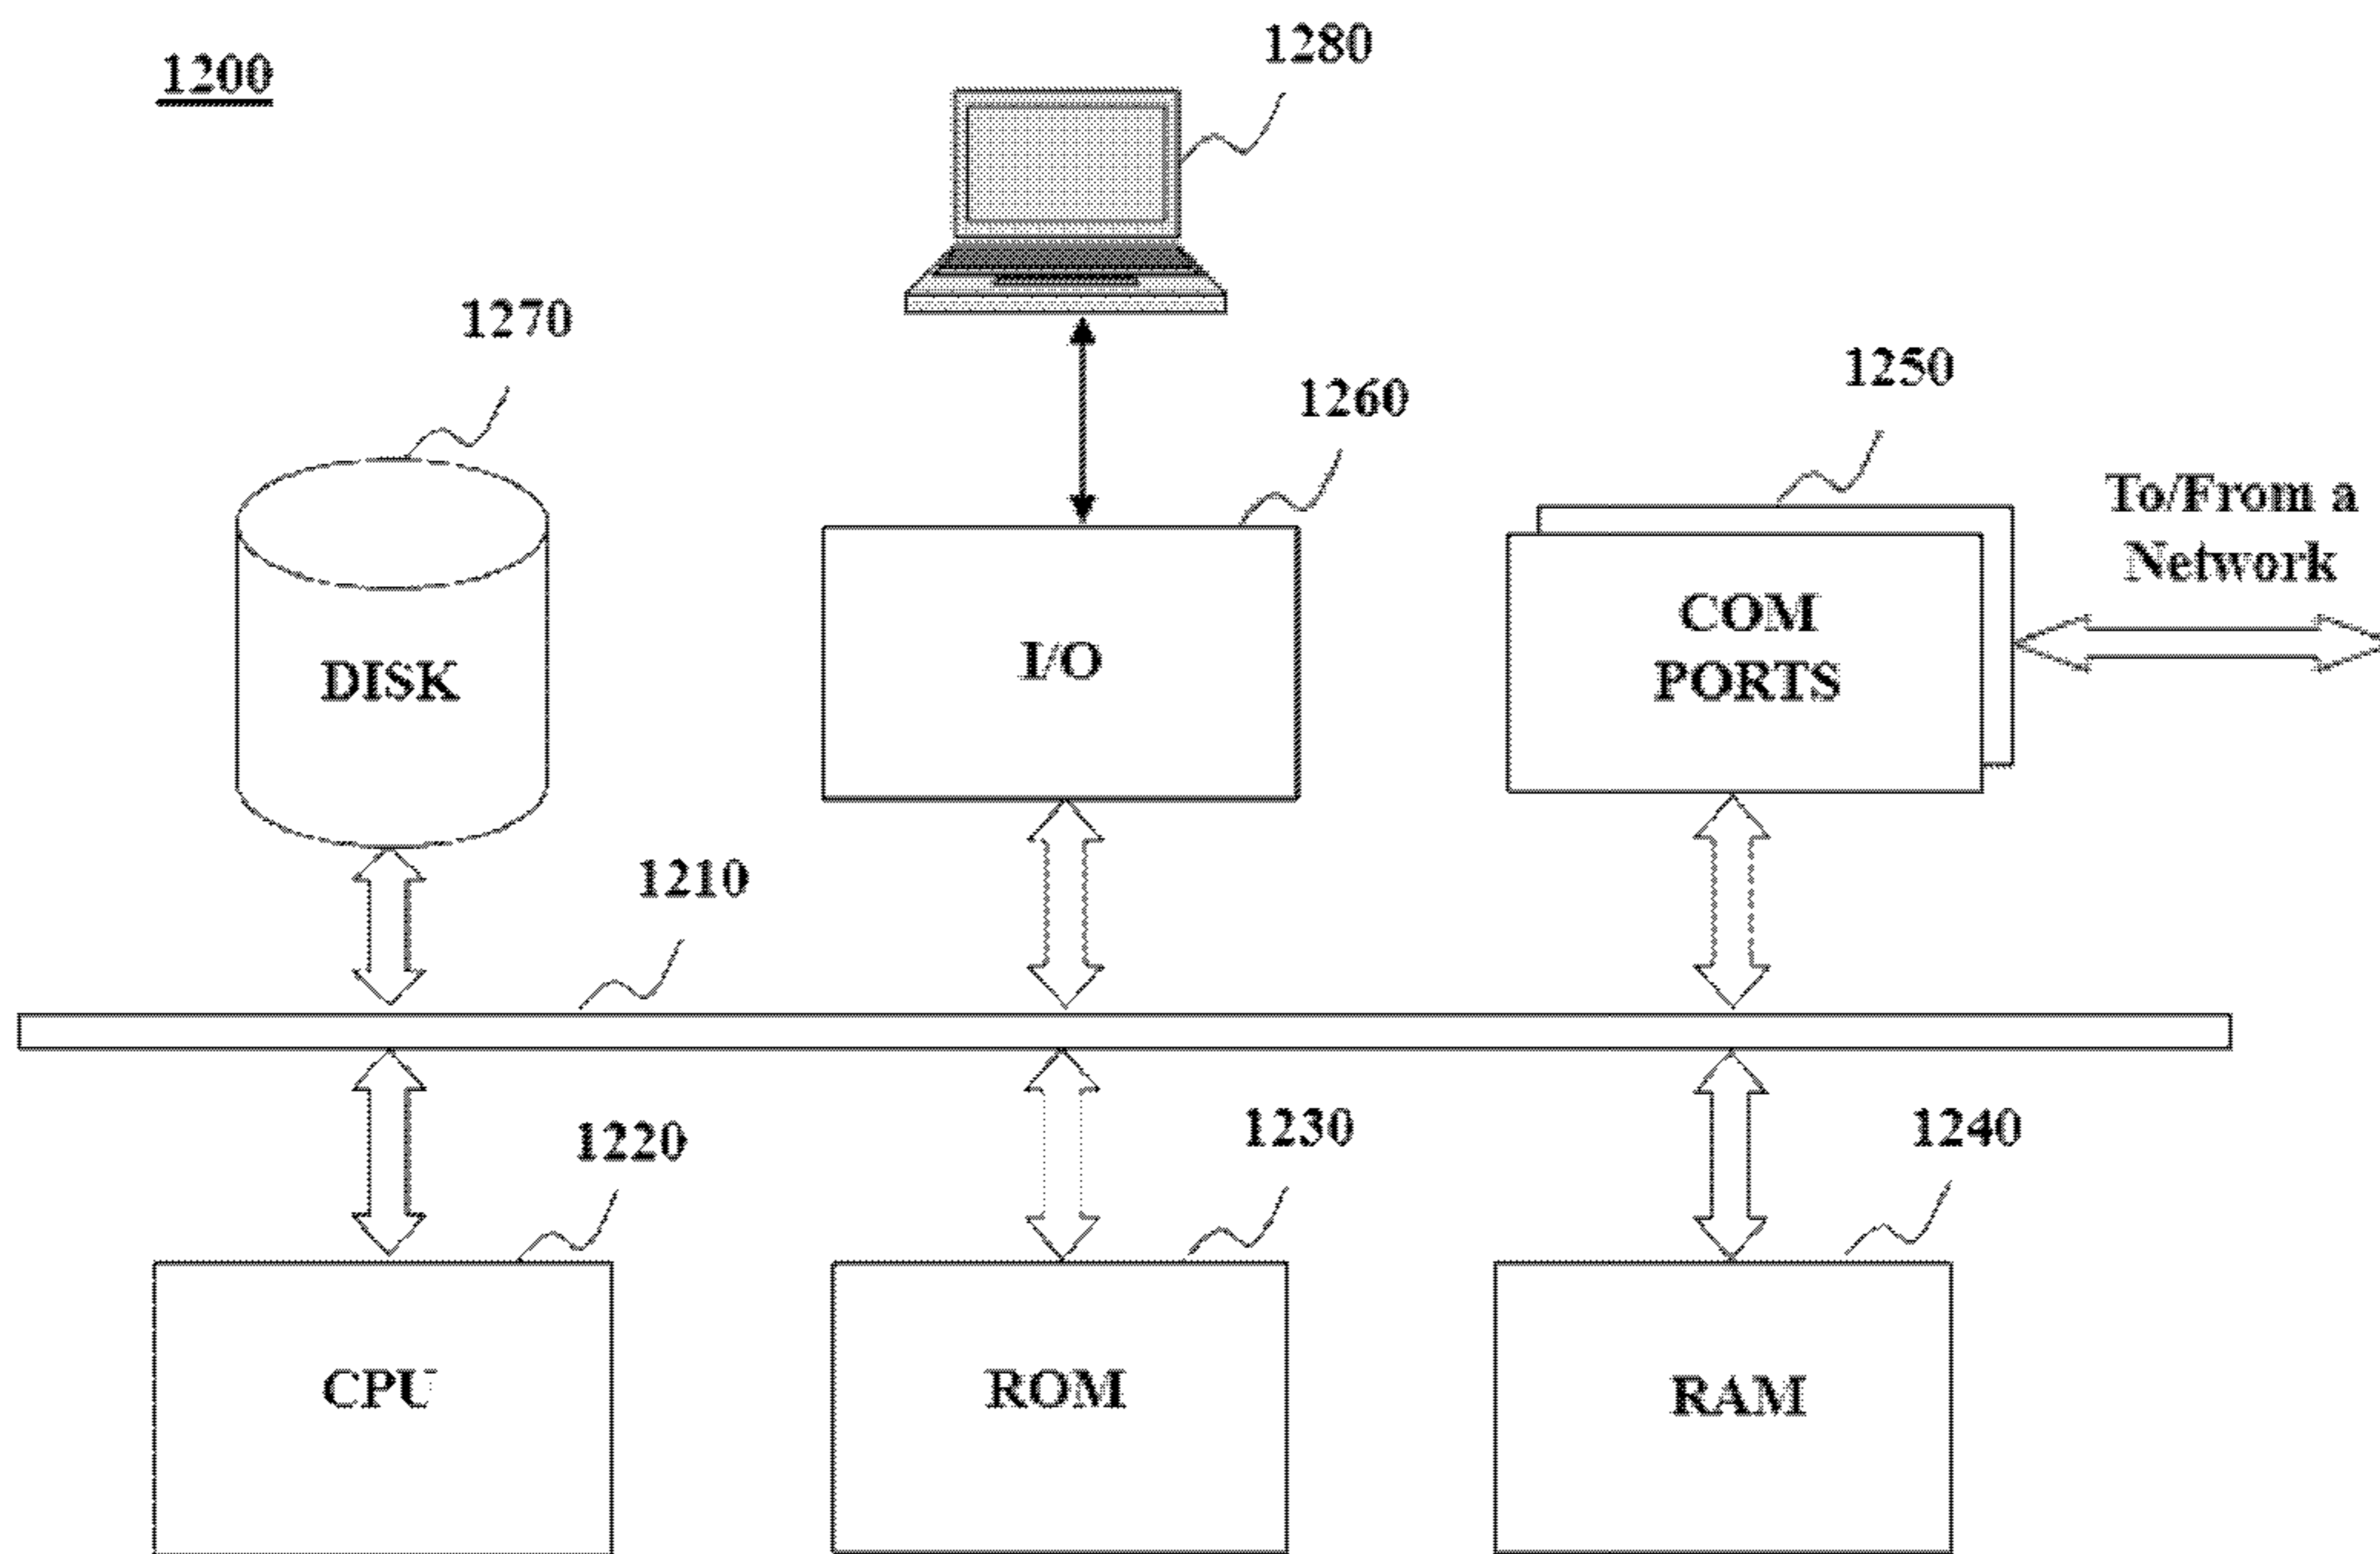 1200
1280
1270
1260
1250
To/From a
Network
DISK
I/O
COM
PORTS
1210
1220
1230
1240
CPU
ROM
RAM